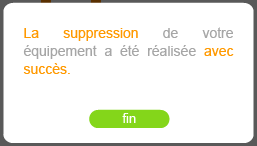 La suppression de votre
équipement a été réalisée avec
succès.
fin